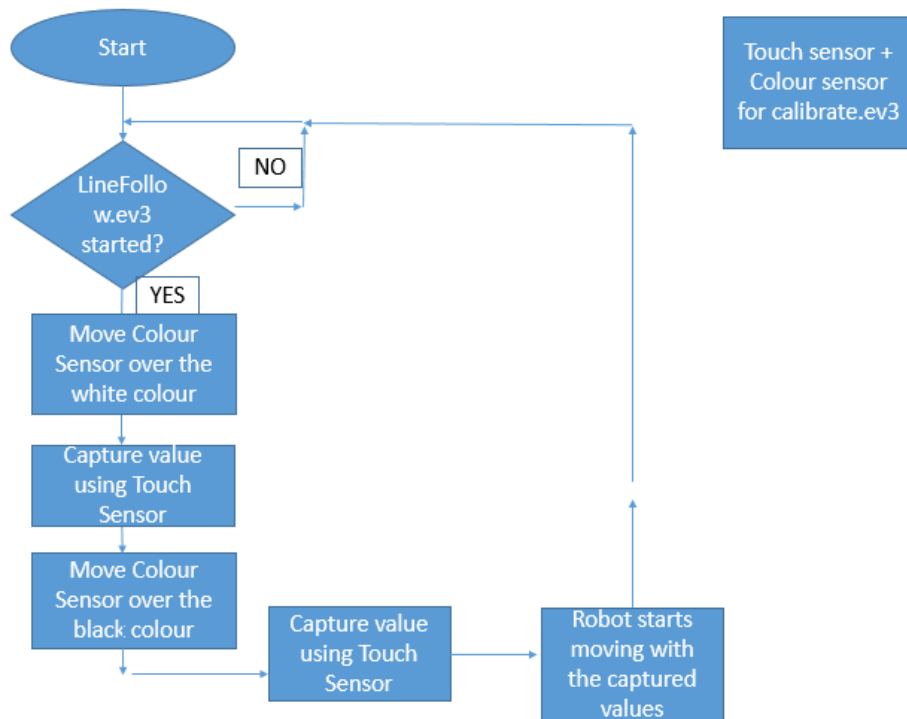 Start
Touch sensor +
Colour sensor
for calibrate.ev3
NO
LineFollo
w.ev3
started?
YES
Move Colour
Sensor over the
white colour
Capture value
using Touch
Sensor
Move Colour
Sensor over the
black colour
Capture value
using Touch
Sensor
Robot starts
moving with
the captured
values